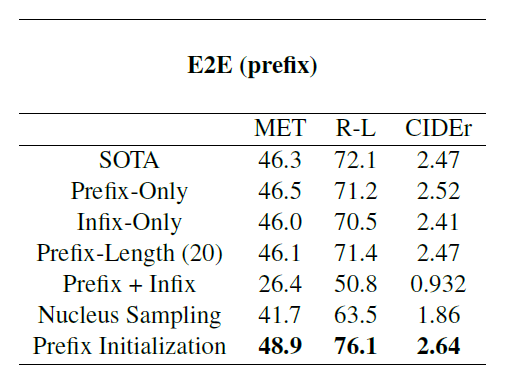 E2E (prefix)
MET R-L CIDEr
SOTA 46.3 72.1 2.47
Prefix-Only 46.5 71.2 2.52
Infix-Only 46.0 70.5 2.41
Prefix-Length (20) 46.1 71.4 2.47
Prefix + Infix 26.4 50.8 0.932
Nucleus Sampling 41.7 63.5 1.86
Prefix Initialization 48.9 76.1 2.64